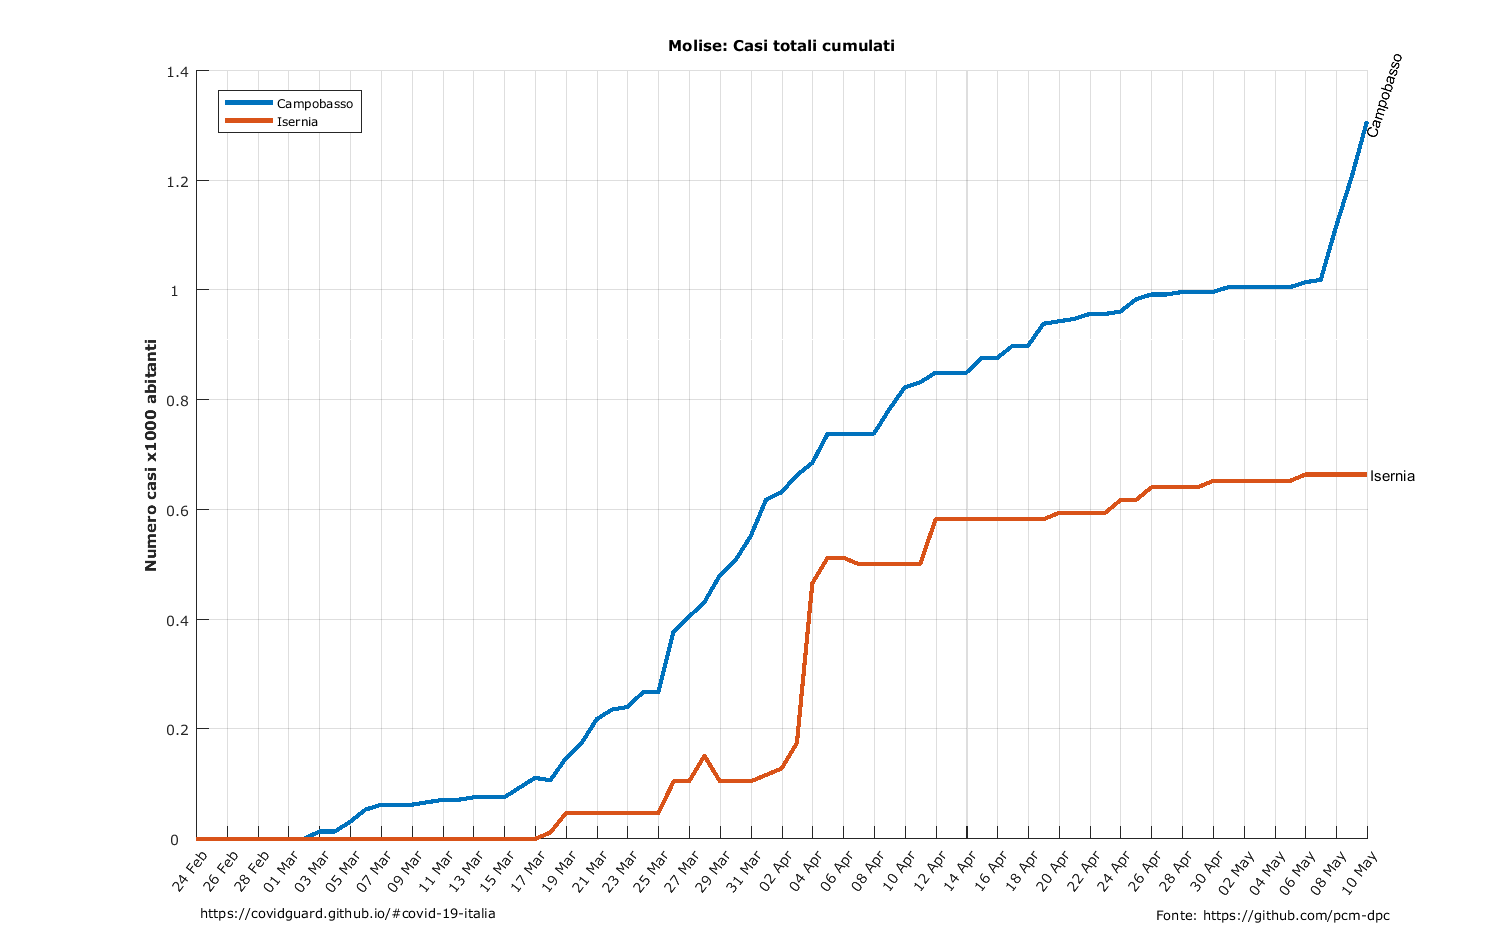 Molise: Casi totali cumulati
Campobasso
Isernia
Numero casi x1000 abitanti
1.4
1.2
1
0.8
0.6
0.4
0.2
0
Campobasso
Isernia
24 Feb
26 Feb
28 Feb
01 Mar
03 Mar
05 Mar
07 Mar
09 Mar
11 Mar
13 Mar
15 Mar
17 Mar
19 Mar
21 Mar
23 Mar
25 Mar
27 Mar
29 Mar
31 Mar
02 Apr
04 Apr
06 Apr
08 Apr
10 Apr
12 Apr
14 Apr
16 Apr
18 Apr
20 Apr
22 Apr
24 Apr
26 Apr
28 Apr
30 Apr
02 May
04 May
06 May
08 May
10 May
https://covidguard.github.io/#covid-19-italia
Fonte: https://github.com/pcm-dpc